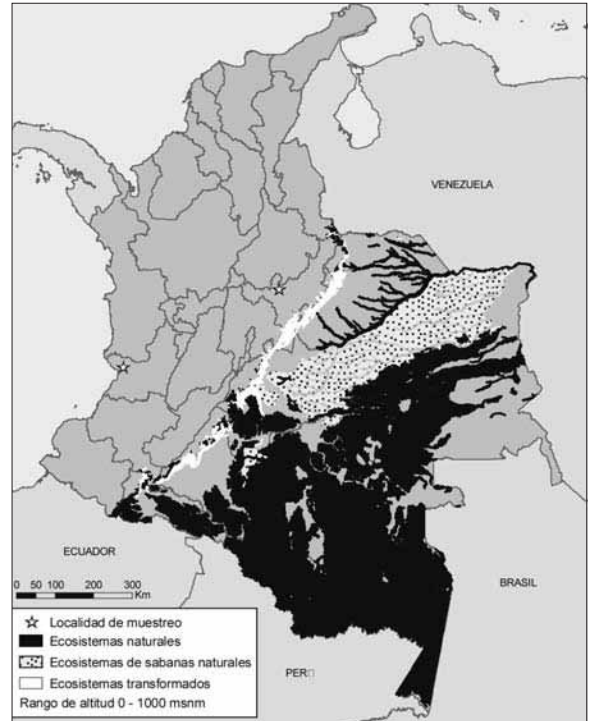 VENEZUELA
ECUADOR
BRASIL
PER□
0 50 100 200 300
Km
Localidad de muestreo
Ecosistemas naturales
Ecosistemas de sabanas naturales
Ecosistemas transformados
Rango de altitud 0 - 1000 msnm